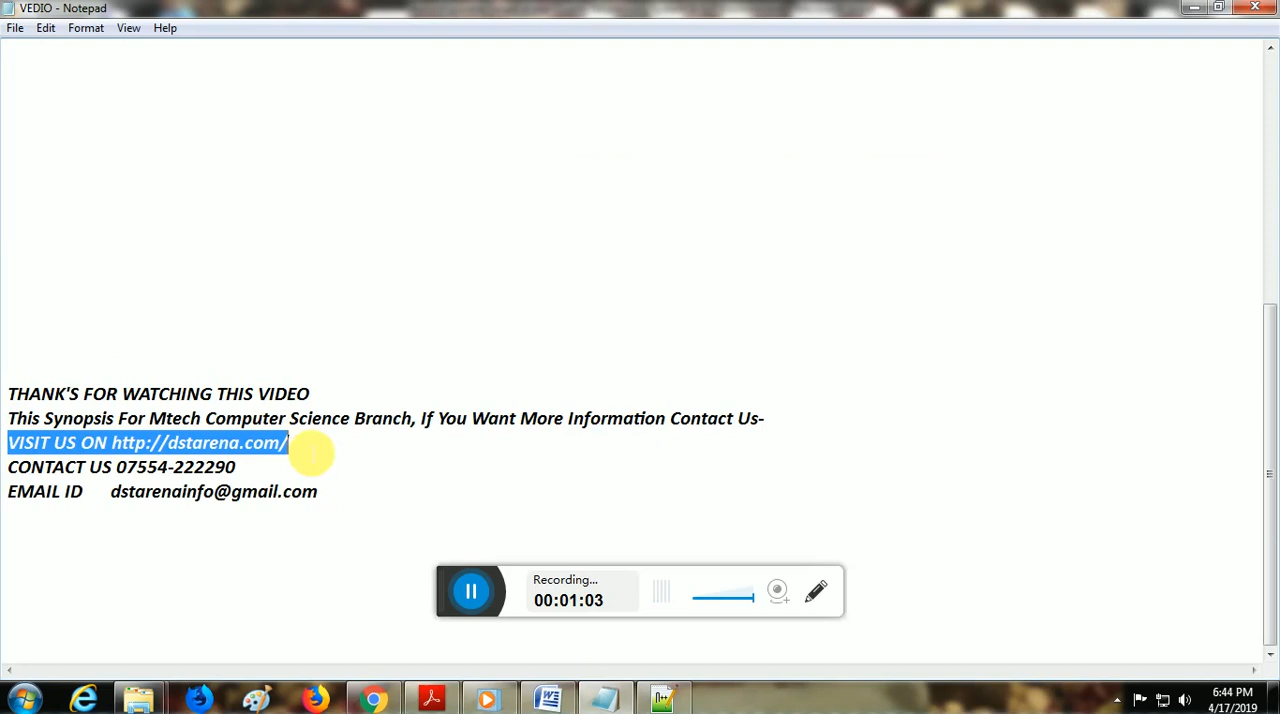 VEDIO - Notepad
File Edit Format View Help
THANK'S FOR WATCHING THIS VIDEO
This Synopsis For Mtech Computer Science Branch, If You Want More Information Contact Us-
VISIT US ON http://dstarena.com/
CONTACT US 07554-222290
EMAIL ID dstarenainfo@gmail.com
Recording...
00:01:03
6:44 PM
4/17/2019